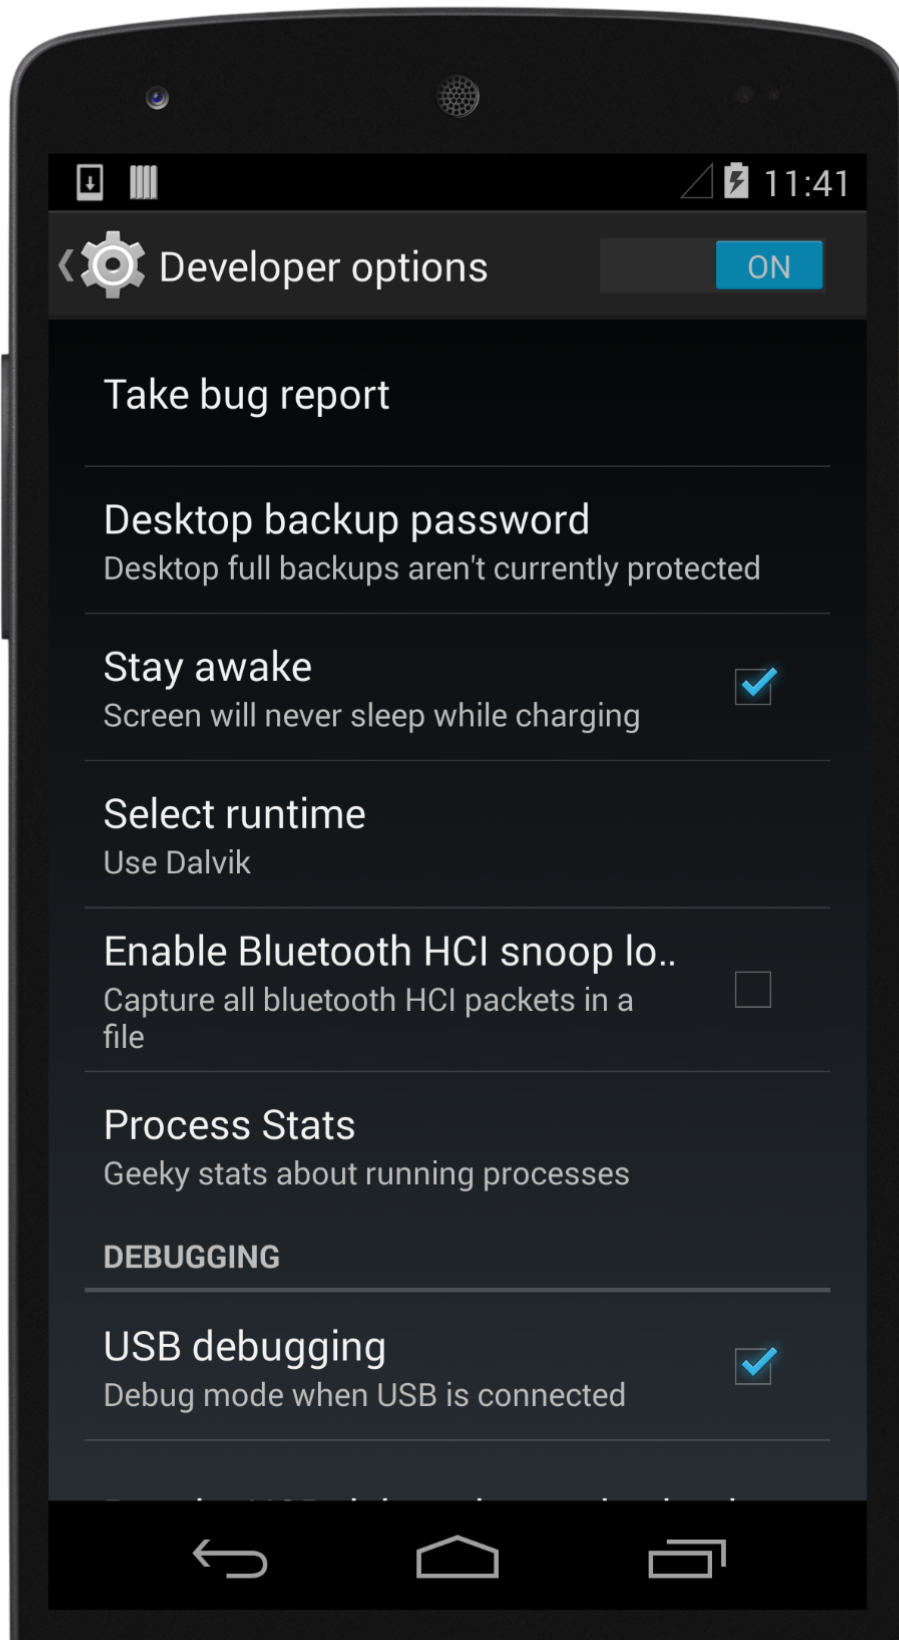 11:41
Developer options
ON
Take bug report
Desktop backup password
Desktop full backups aren't currently protected
Stay awake
Screen will never sleep while charging
Select runtime
Use Dalvik
Enable Bluetooth HCI snoop lo..
Capture all bluetooth HCI packets in a
file
Process Stats
Geeky stats about running processes
DEBUGGING
USB debugging
Debug mode when USB is connected